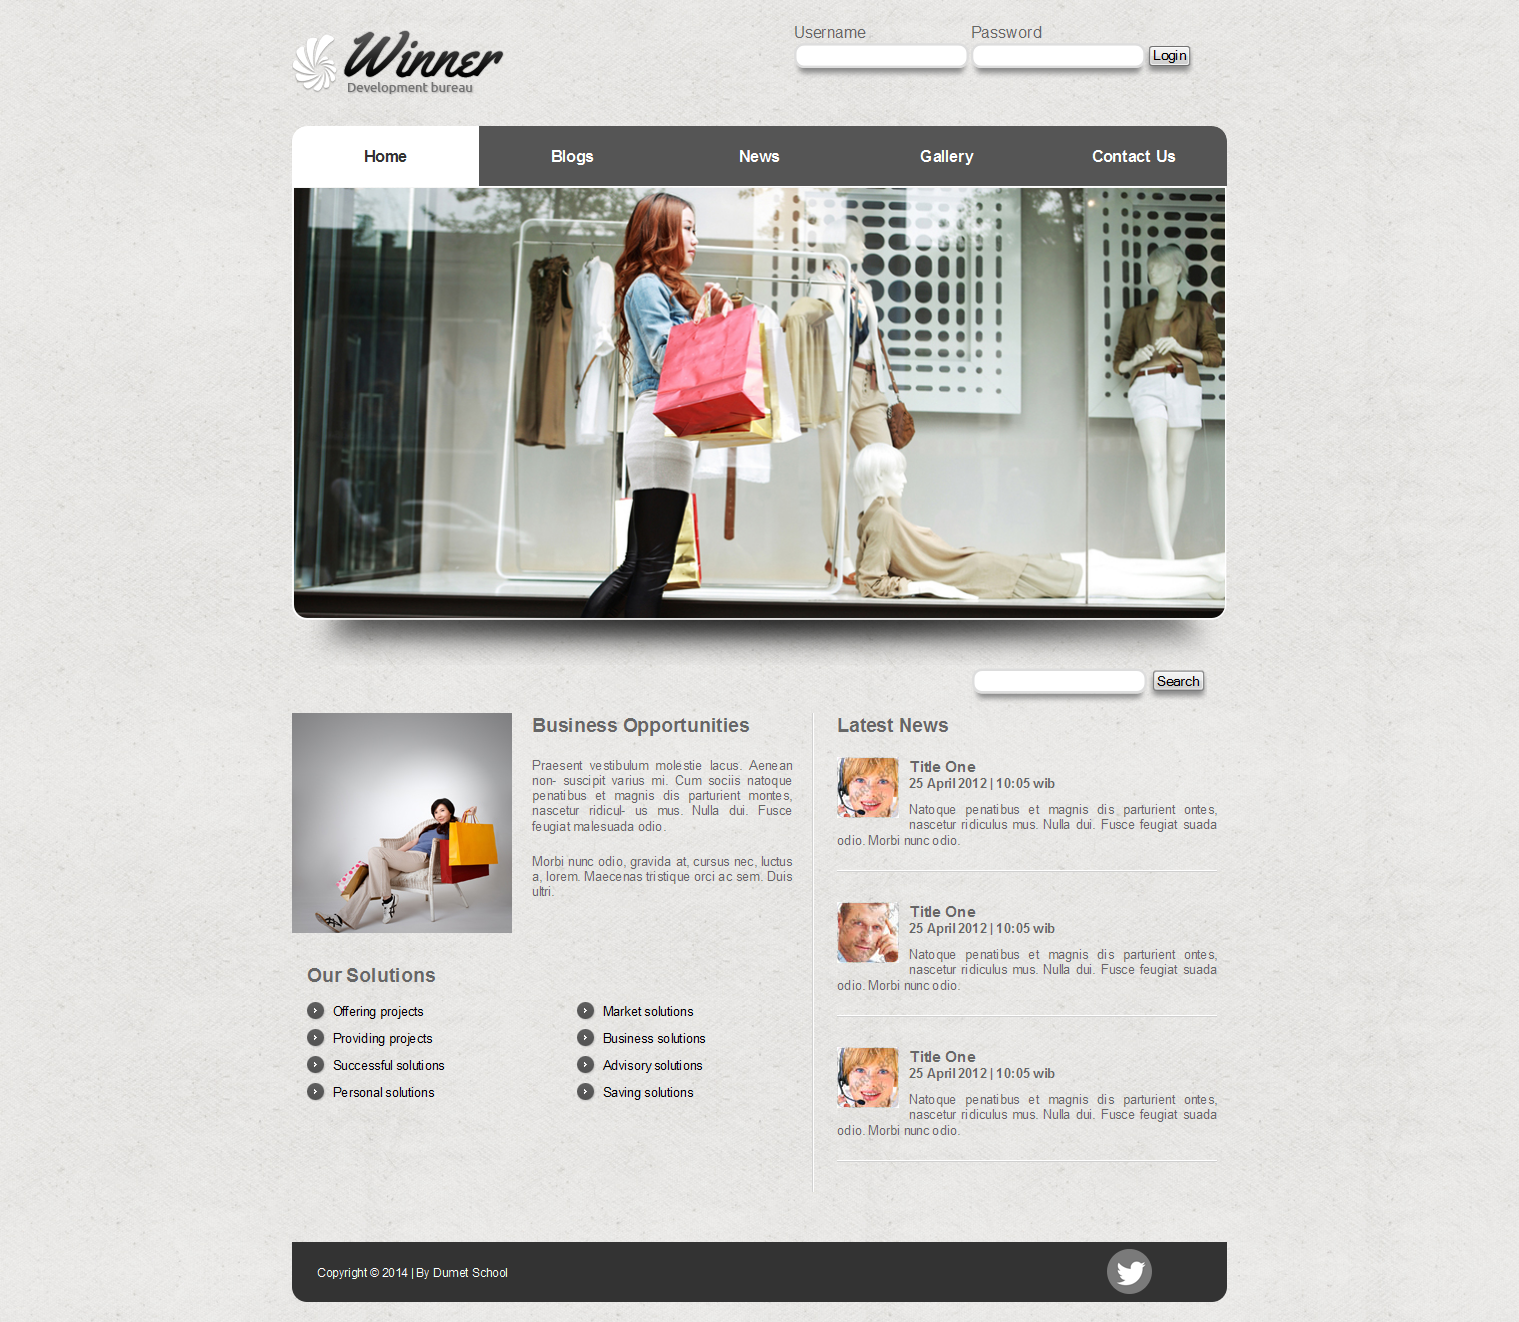 Winner
Development bureau
Username
Password
Login
Home
Blogs
News
Gallery
Contact Us
Search
Business Opportunities
Praesent vestibulum molestie lacus. Aenean
non- suscipit varius mi. Cum sociis natoque
penatibus et magnis dis parturient montes,
nascetur ridicul- us mus. Nulla dui. Fusce
feugiat malesuada odio.
Morbi nunc odio, gravida at, cursus nec, luctus
a, lorem. Maecenas tristique orci ac sem. Duis
ultri.
Our Solutions
Offering projects
Providing projects
Successful solutions
Personal solutions
Market solutions
Business solutions
Advisory solutions
Saving solutions
Latest News
Title One
25 April 2012 | 10:05 wib
Natoque penatibus et magnis dis parturient ontes,
nascetur ridiculus mus. Nulla dui. Fusce feugiat suada
odio. Morbi nunc odio.
Title One
25 April 2012 | 10:05 wib
Natoque penatibus et magnis dis parturient ontes,
nascetur ridiculus mus. Nulla dui. Fusce feugiat suada
odio. Morbi nunc odio.
Title One
25 April 2012 | 10:05 wib
Natoque penatibus et magnis dis parturient ontes,
nascetur ridiculus mus. Nulla dui. Fusce feugiat suada
odio. Morbi nunc odio.
Copyright © 2014 | By Dumet School